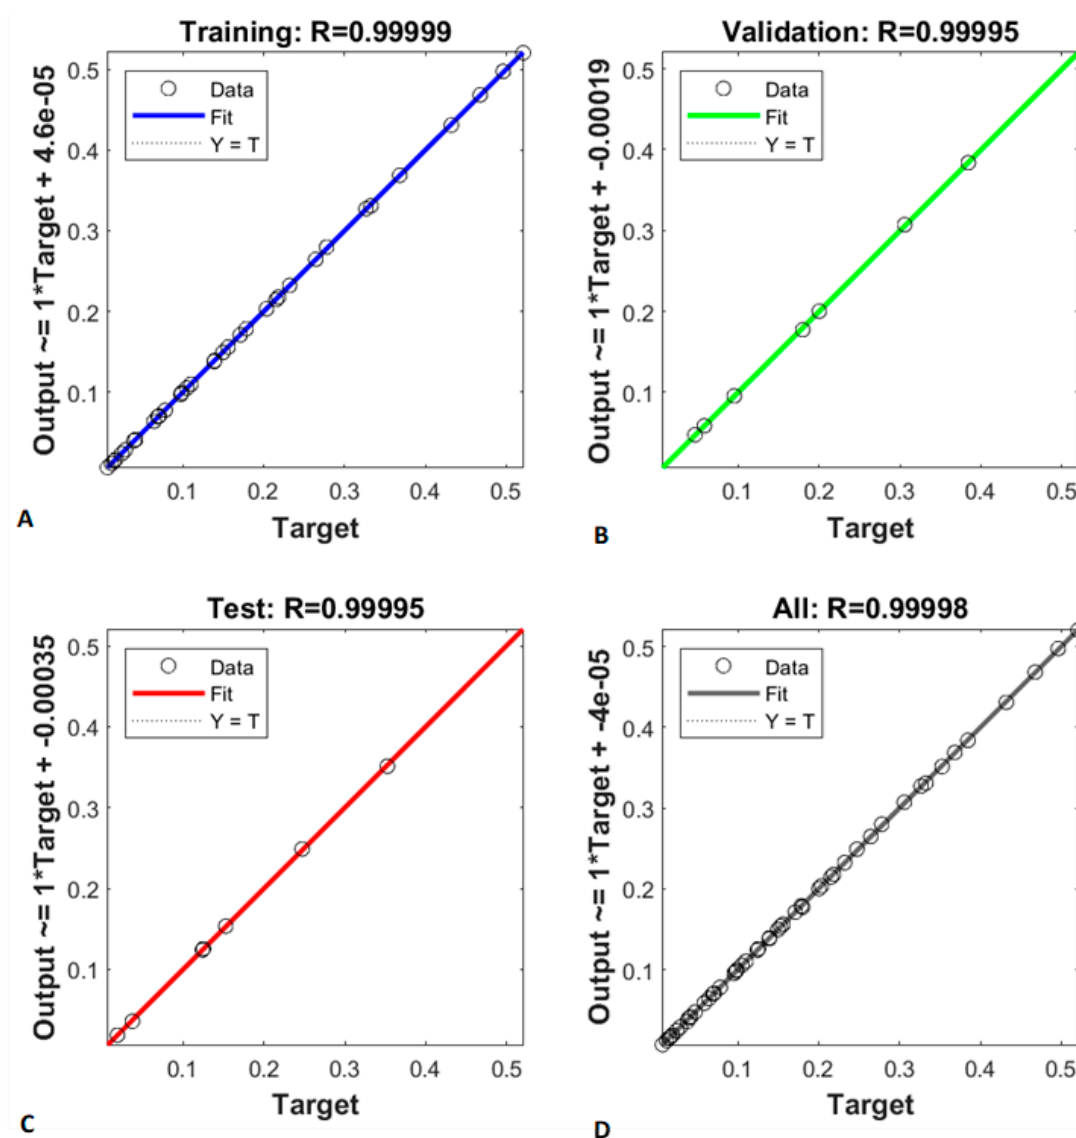 Training: R=0.99999
Output ~= 1*Target + 4.6e-05
Data
Fit
Y = T
0.5
0.4
0.3
0.2
0.1
0.1 0.2 0.3 0.4 0.5
Target
A
Validation: R=0.99995
Output ~= 1*Target + -0.00019
Data
Fit
Y = T
0.5
0.4
0.3
0.2
0.1
0.1 0.2 0.3 0.4 0.5
Target
B
Test: R=0.99995
Output ~= 1*Target + -0.00035
Data
Fit
Y = T
0.5
0.4
0.3
0.2
0.1
0.1 0.2 0.3 0.4 0.5
Target
C
All: R=0.99998
Output ~= 1*Target + -4e-05
Data
Fit
Y = T
0.5
0.4
0.3
0.2
0.1
0.1 0.2 0.3 0.4 0.5
Target
D